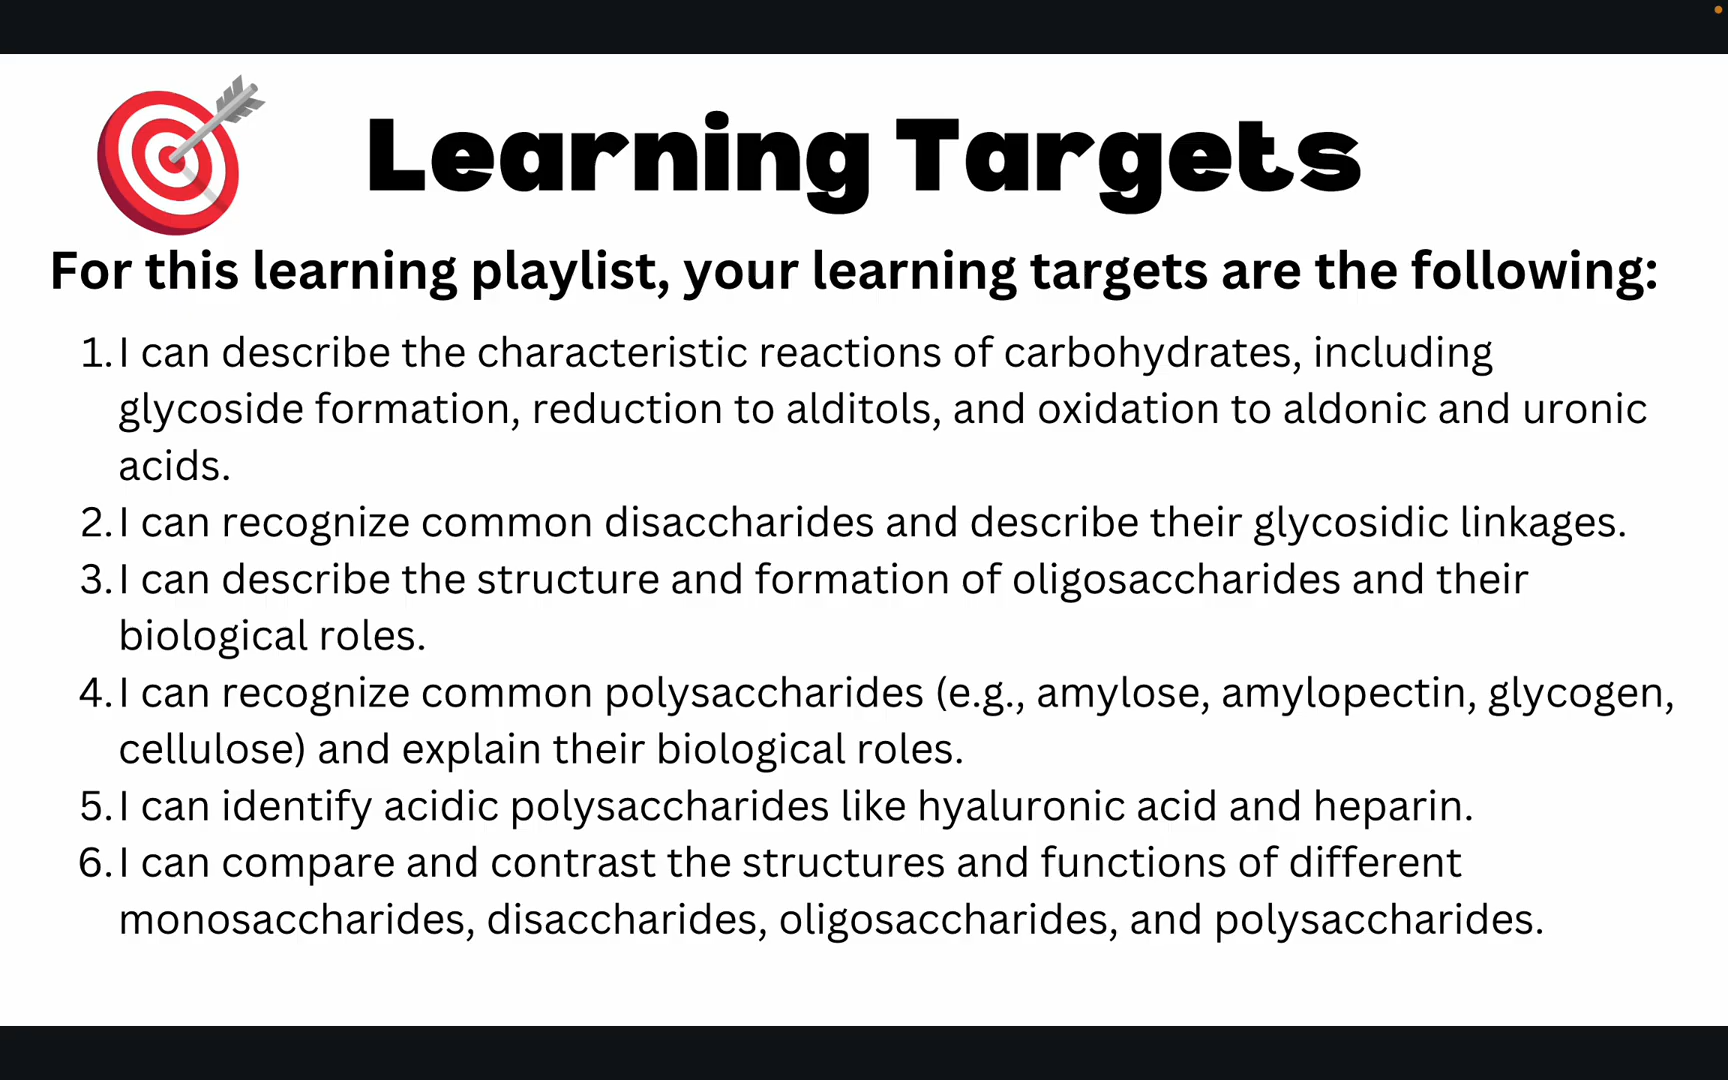 Learning Targets
For this learning playlist, your learning targets are the following:
1. I can describe the characteristic reactions of carbohydrates, including
glycoside formation, reduction to alditols, and oxidation to aldonic and uronic
acids.
2. I can recognize common disaccharides and describe their glycosidic linkages.
3. I can describe the structure and formation of oligosaccharides and their
biological roles.
4. I can recognize common polysaccharides (e.g., amylose, amylopectin, glycogen,
cellulose) and explain their biological roles.
5. I can identify acidic polysaccharides like hyaluronic acid and heparin.
6. I can compare and contrast the structures and functions of different
monosaccharides, disaccharides, oligosaccharides, and polysaccharides.